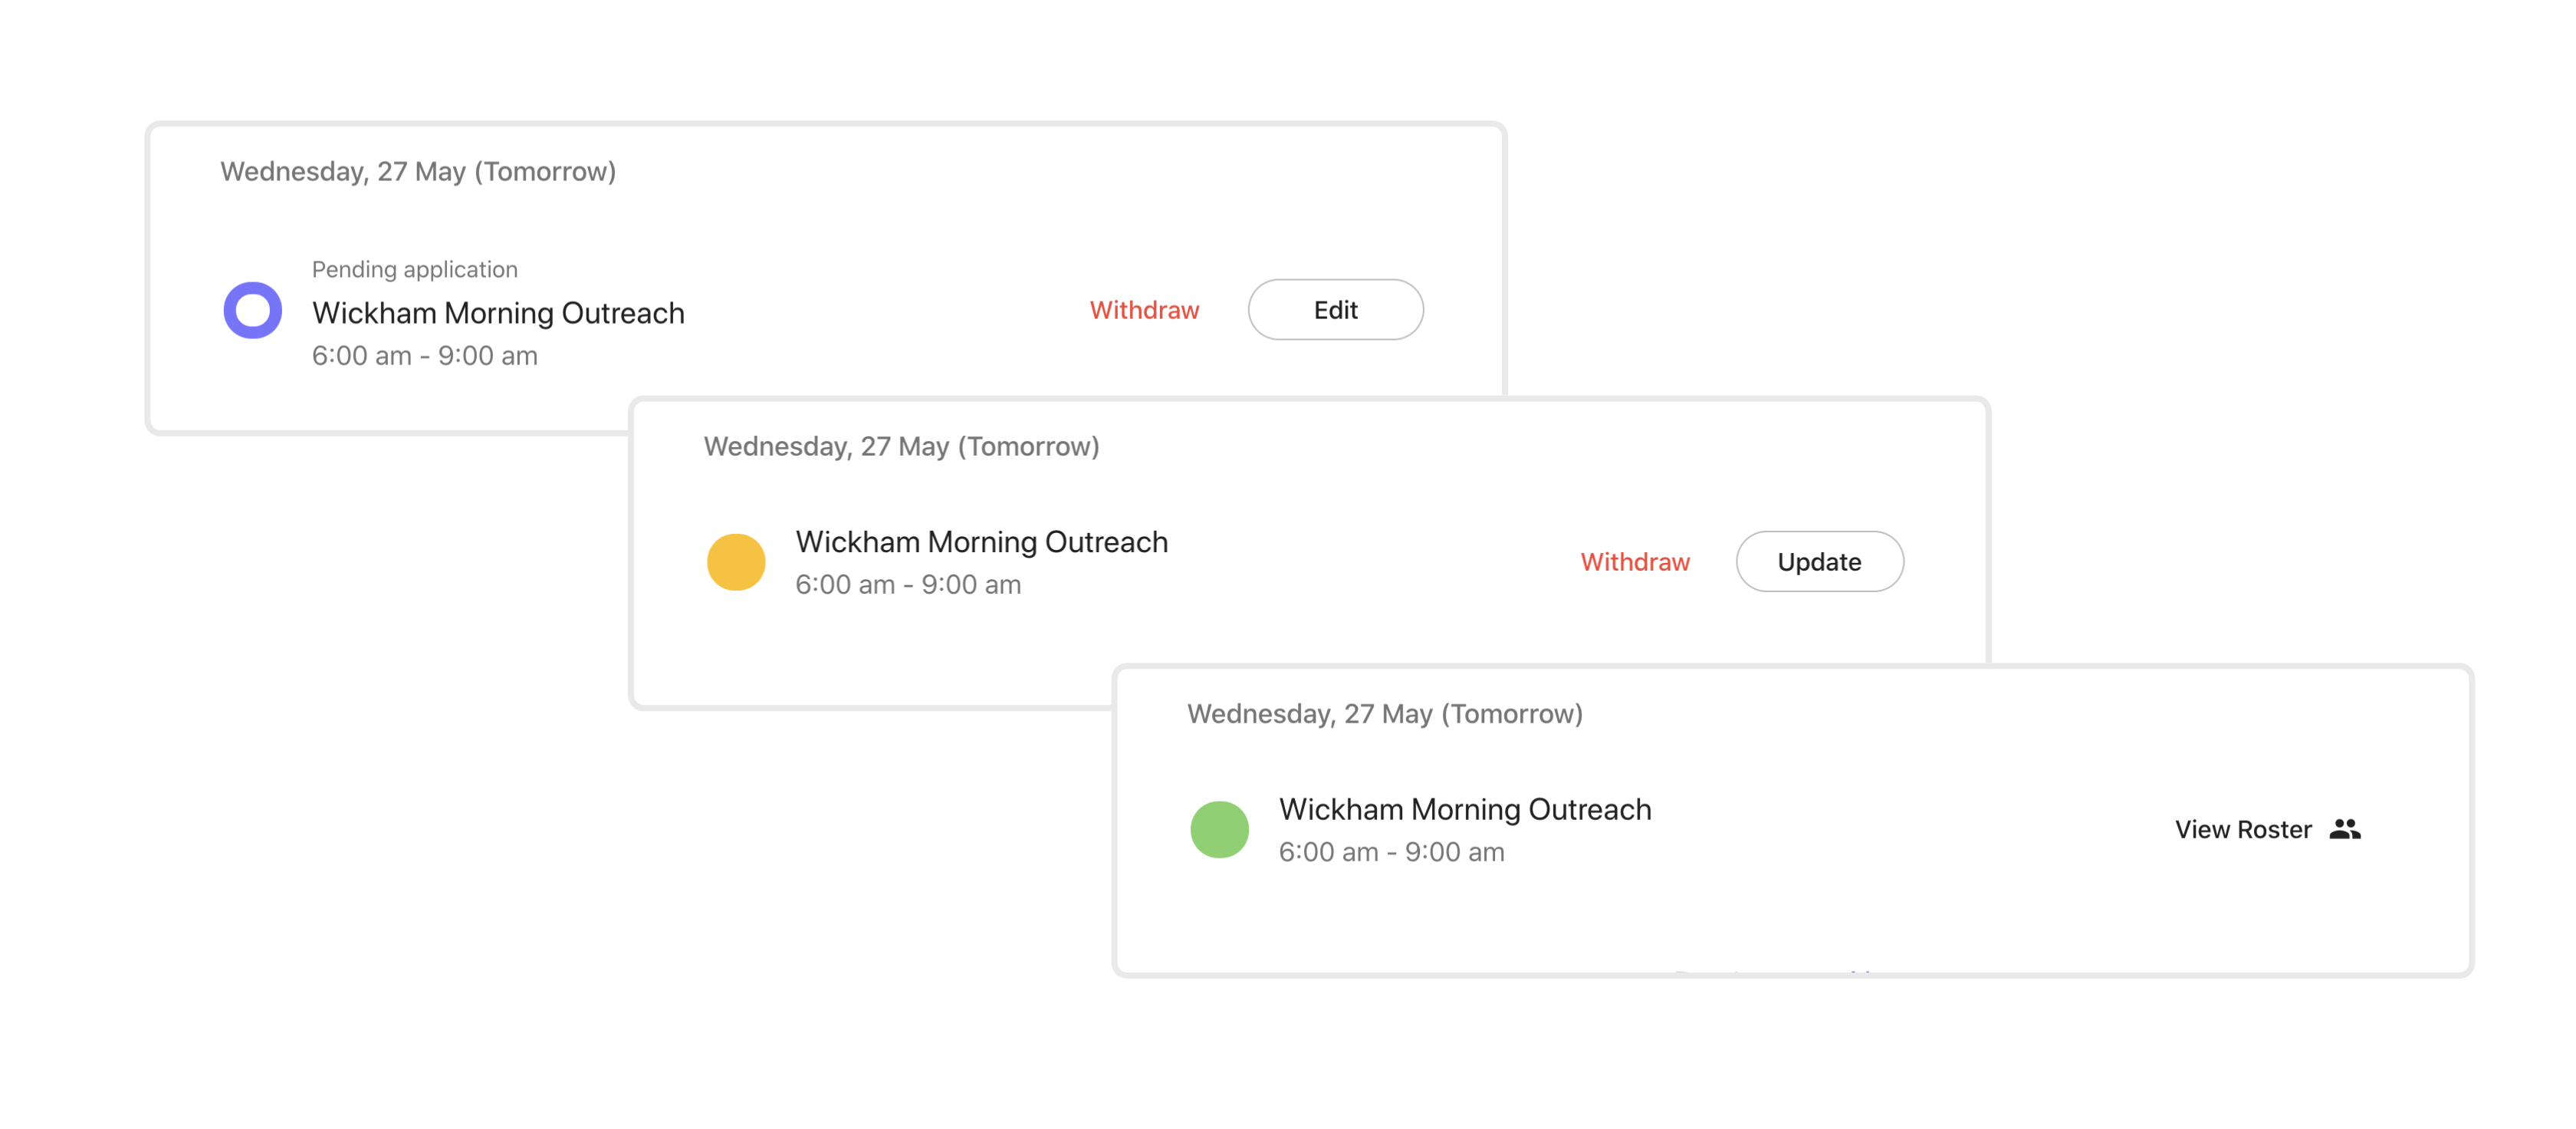 Wednesday, 27 May (Tomorrow)
Pending application
Wickham Morning Outreach
6:00 am - 9:00 am
Withdraw
Edit
Wednesday, 27 May (Tomorrow)
Wickham Morning Outreach
6:00 am - 9:00 am
Withdraw
Update
Wednesday, 27 May (Tomorrow)
Wickham Morning Outreach
6:00 am - 9:00 am
View Roster